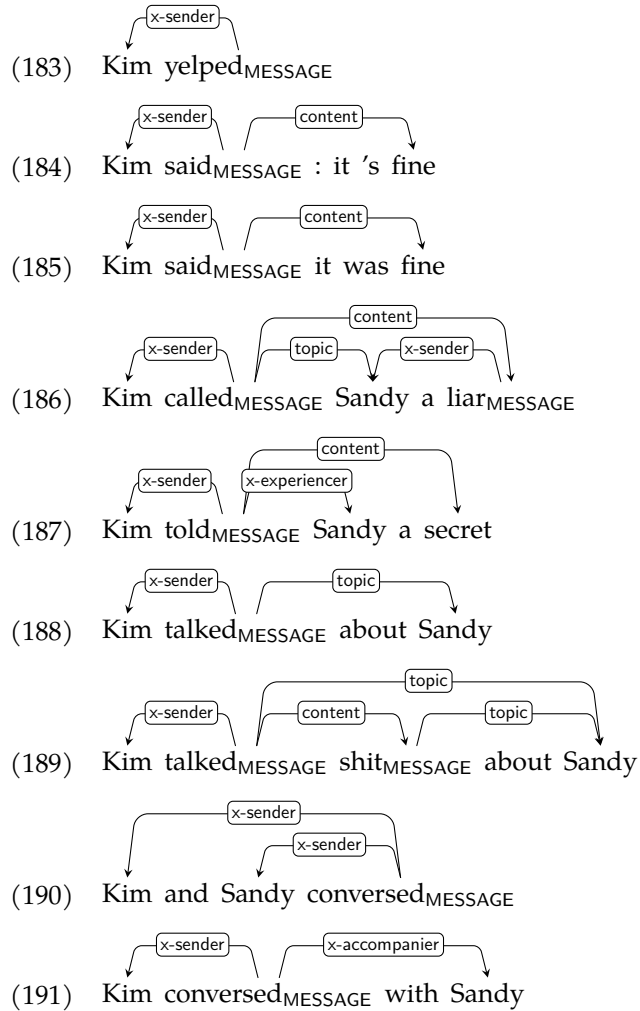 x-sender
(183) Kim yelpedMESSAGE
x-sender content
(184) Kim saidMESSAGE : it 's fine
x-sender content
(185) Kim saidMESSAGE it was fine
content
x-sender topic x-sender
(186) Kim calledMESSAGE Sandy a liarMESSAGE
content
x-sender x-experiencer
(187) Kim toldMESSAGE Sandy a secret
x-sender topic
(188) Kim talkedMESSAGE about Sandy
topic
x-sender content topic
(189) Kim talkedMESSAGE shitMESSAGE about Sandy
x-sender
x-sender
(190) Kim and Sandy conversedMESSAGE
x-sender x-accompanier
(191) Kim conversedMESSAGE with Sandy